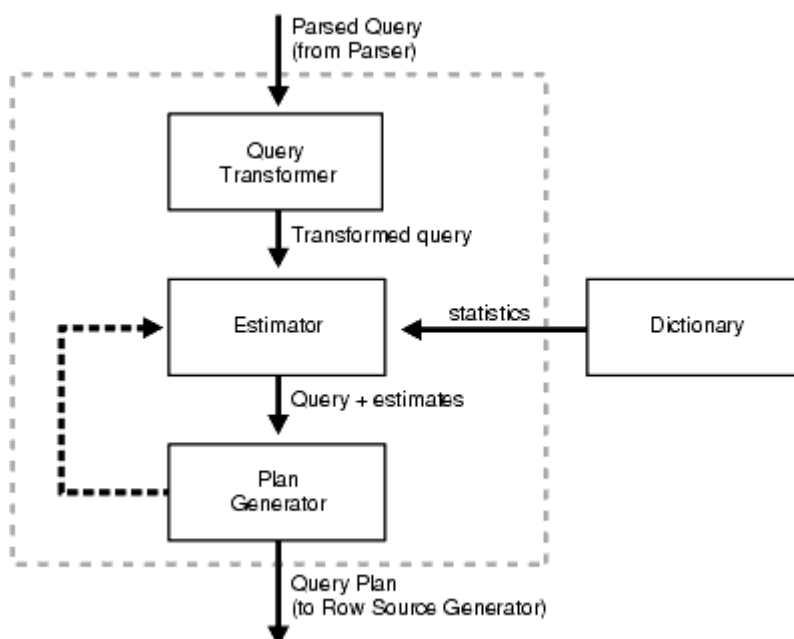 Parsed Query
(from Parser)
Query
Transformer
Transformed query
Estimator
statistics
Dictionary
Query + estimates
Plan
Generator
Query Plan
(to Row Source Generator)